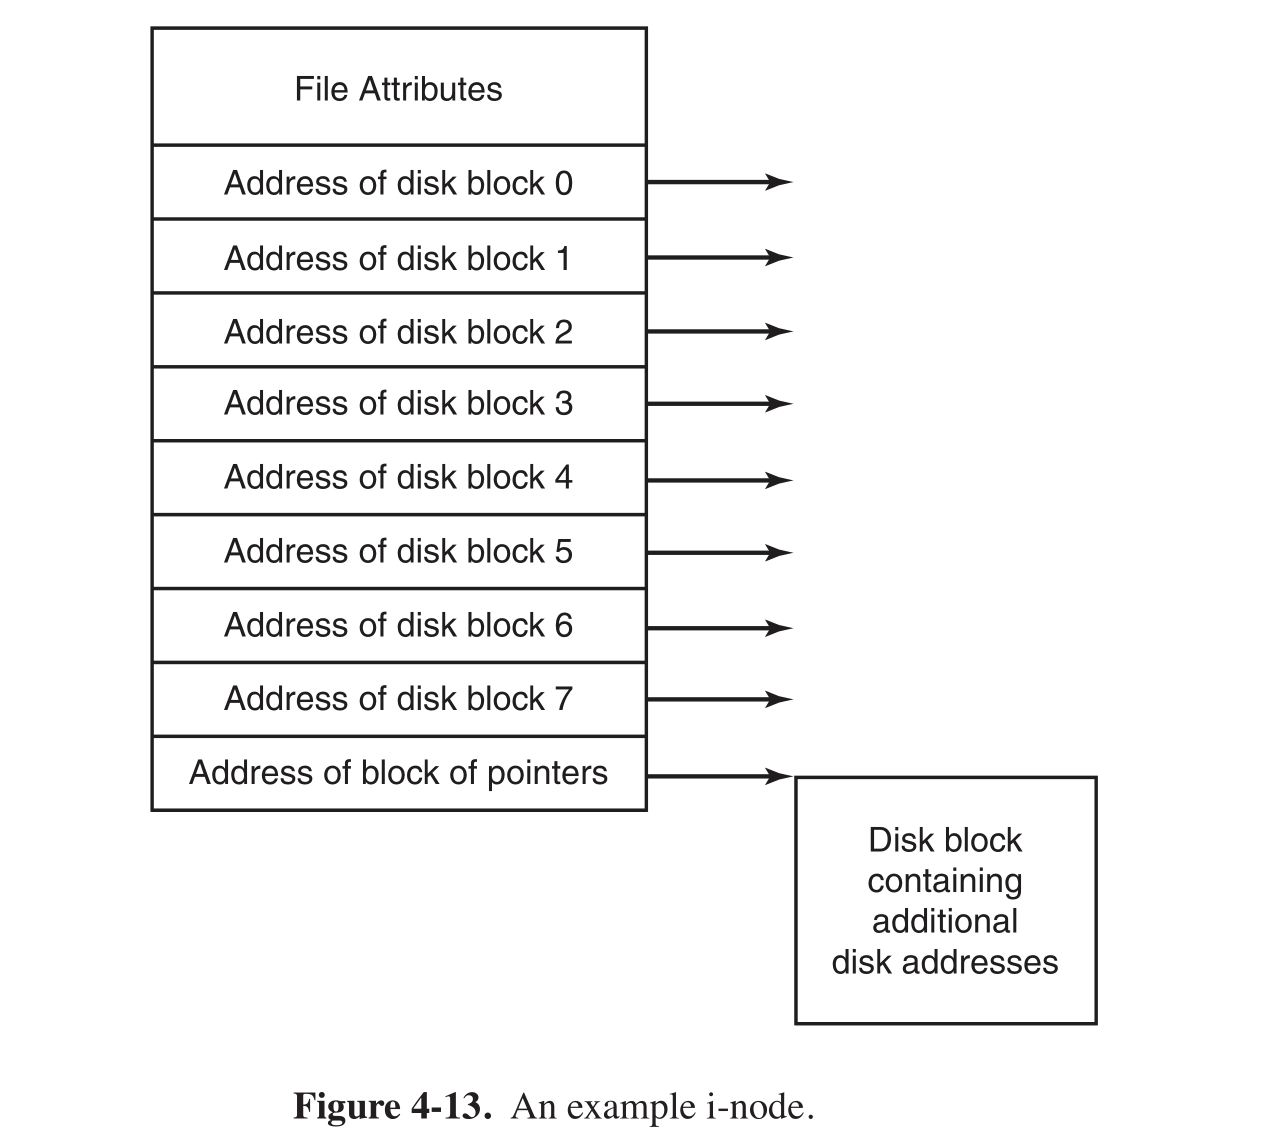 File Attributes
Address of disk block 0
Address of disk block 1
Address of disk block 2
Address of disk block 3
Address of disk block 4
Address of disk block 5
Address of disk block 6
Address of disk block 7
Address of block of pointers
Disk block
containing
additional
disk addresses
Figure 4-13. An example i-node.